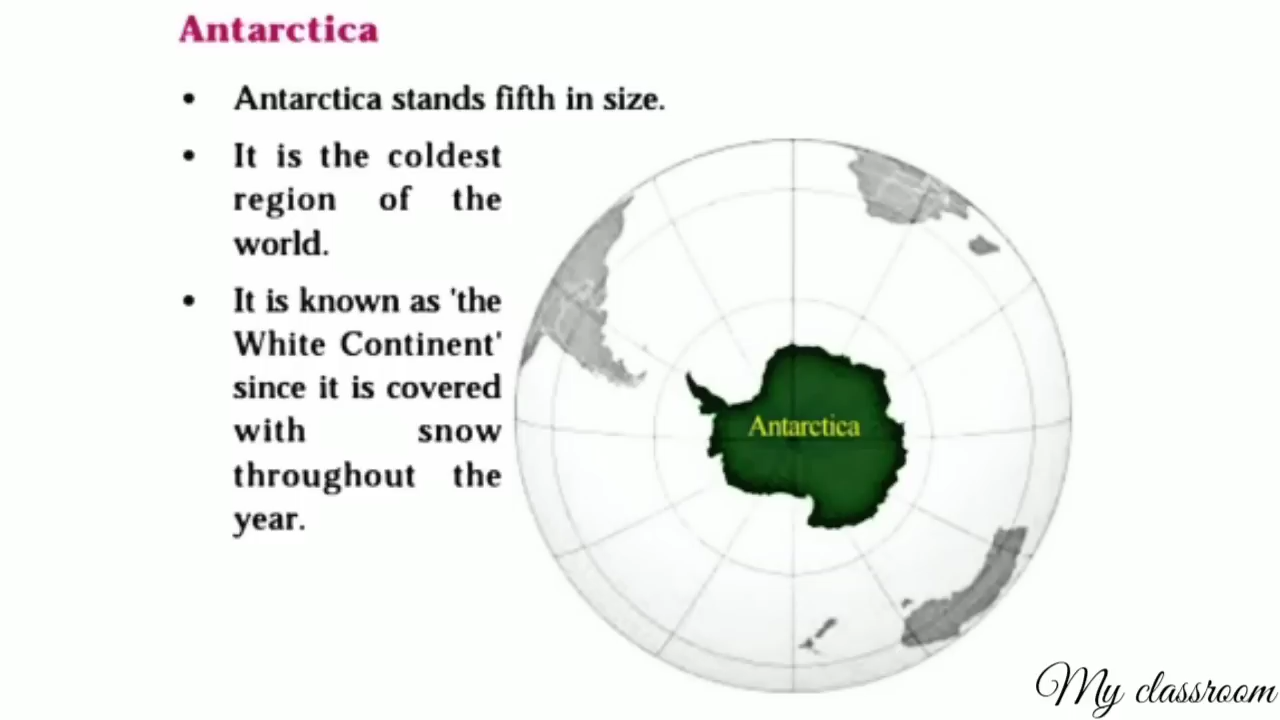 Antarctica
• Antarctica stands fifth in size.
• It is the coldest
region of the
world.
• It is known as 'the
White Continent'
since it is covered
with snow
throughout the
year.
Antarctica
My classroom